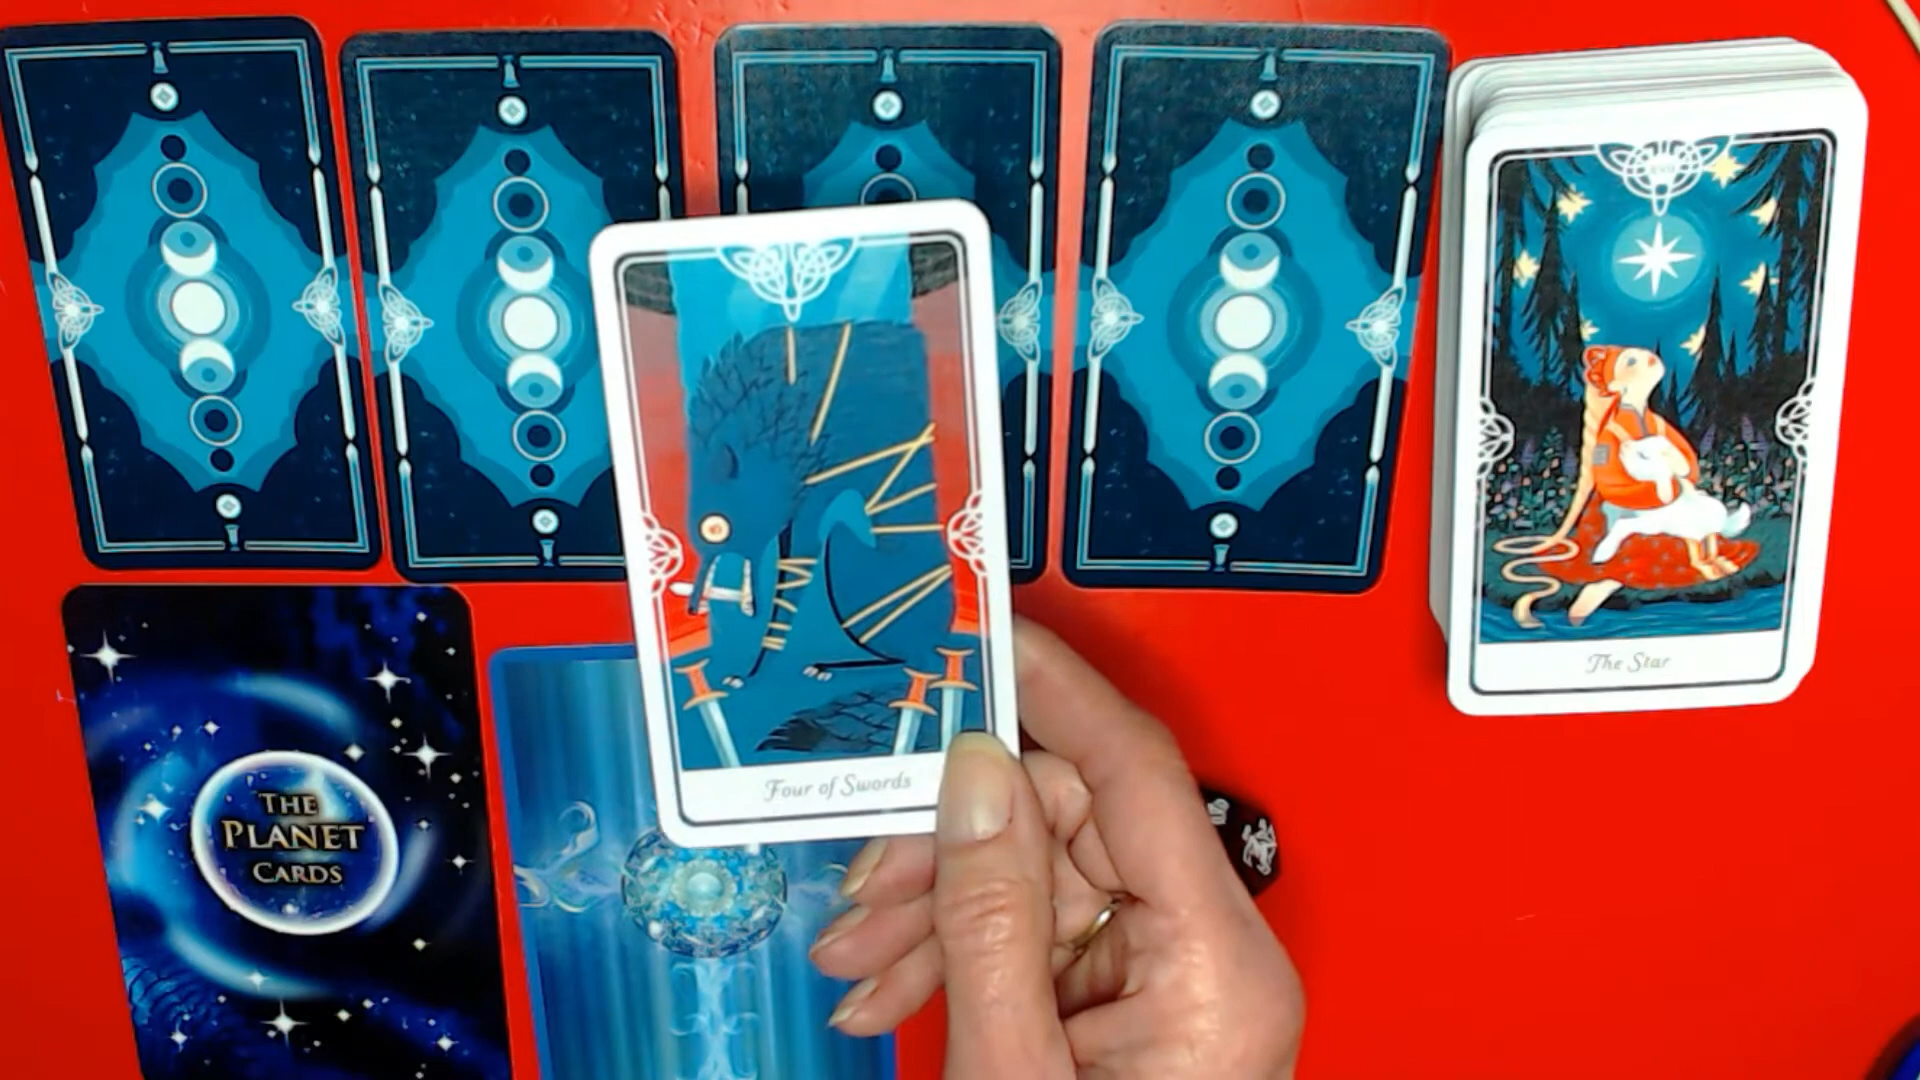 The Star
Four of Swords
THE
PLANET
CARDS